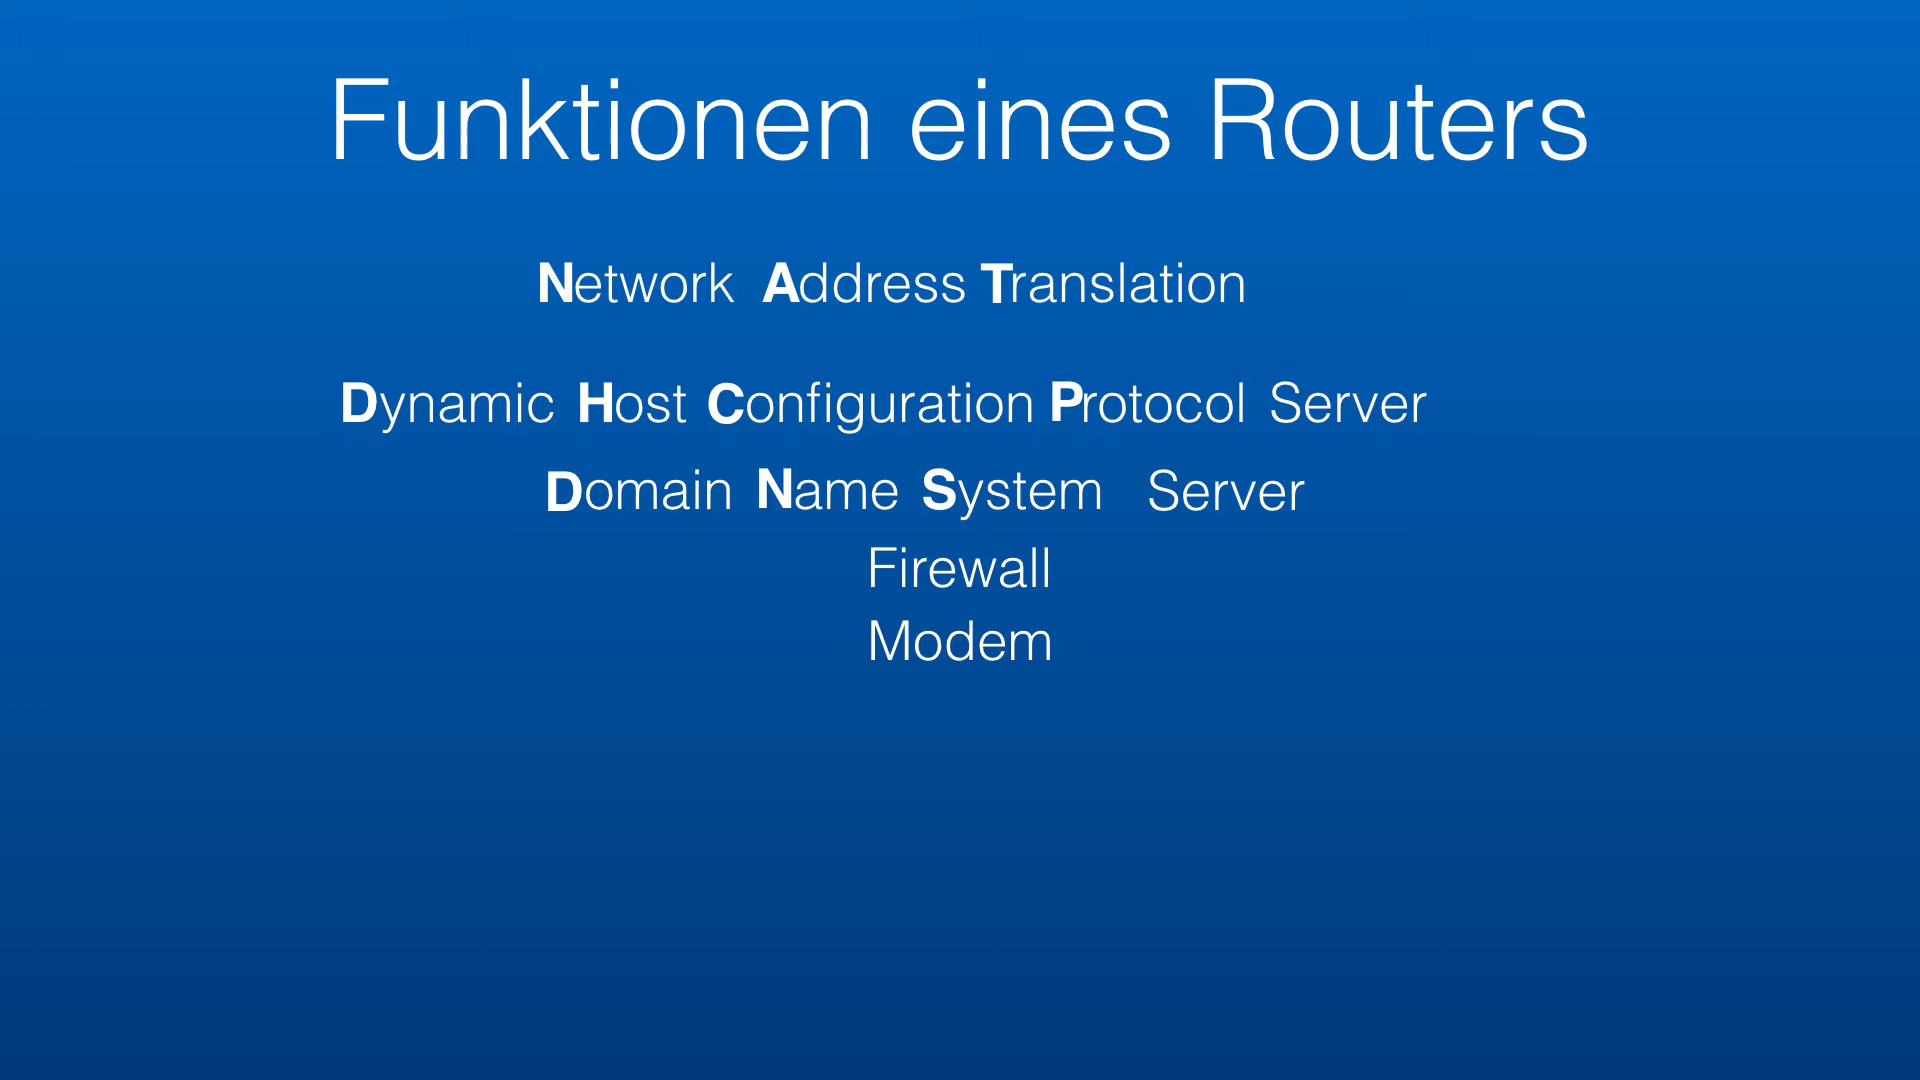 Funktionen eines Routers
Network Address Translation
Dynamic Host Configuration Protocol Server
Domain Name System Server
Firewall
Modem